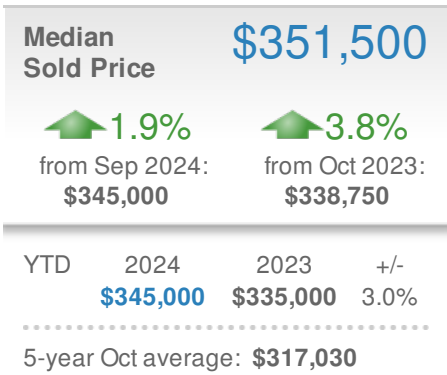 Median
Sold Price
$351,500
1.9%
3.8%
from Sep 2024:
from Oct 2023:
$345,000
$338,750
YTD 2024 2023 +/-
$345,000 $335,000 3.0%
5-year Oct average: $317,030